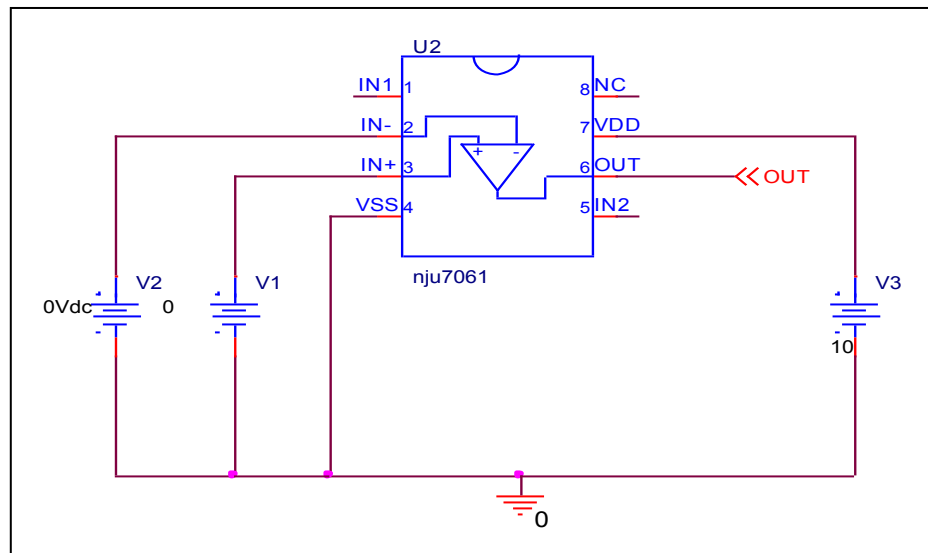 U2
IN1 1 8 NC
IN- 2 7 VDD
+ -
IN+ 3 6 OUT OUT
VSS 4 5 IN2
nju7061
V2 V1 V3
0Vdc 0
10
0